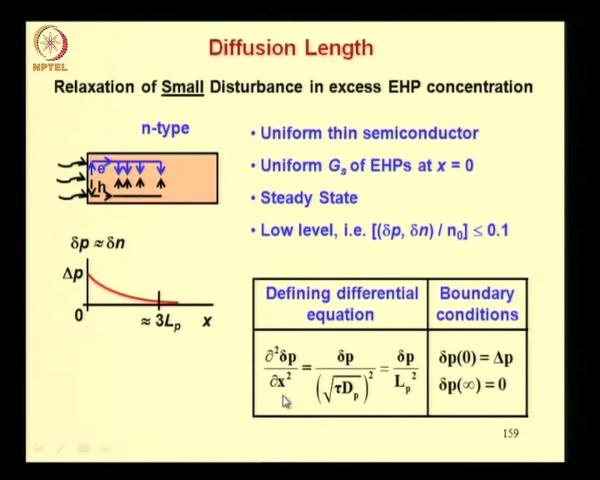 NPTEL
Diffusion Length
Relaxation of Small Disturbance in excess EHP concentration
n-type
e
h
δp ≈ δn
Δp
0
≈ 3Lₚ
x
• Uniform thin semiconductor
• Uniform Gₛ of EHPs at x = 0
• Steady State
• Low level, i.e. [(δp, δn) / n₀] ≤ 0.1
Defining differential equation
Boundary conditions
∂²δp/∂x² = δp/(√τDₚ)² = δp/Lₚ²
δp(0) = Δp
δp(∞) = 0
159